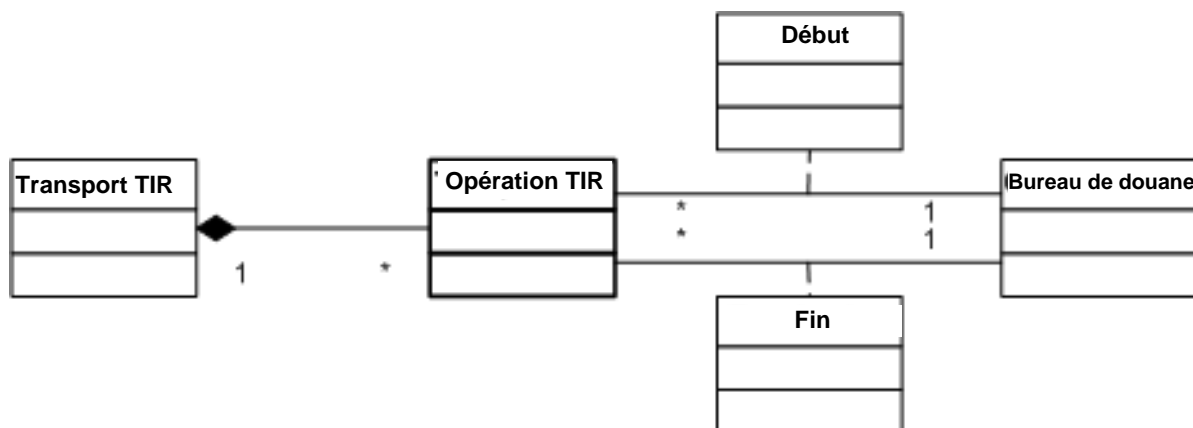 Début
Transport TIR
Opération TIR
Bureau de douane
* 1
* 1
1 *
Fin